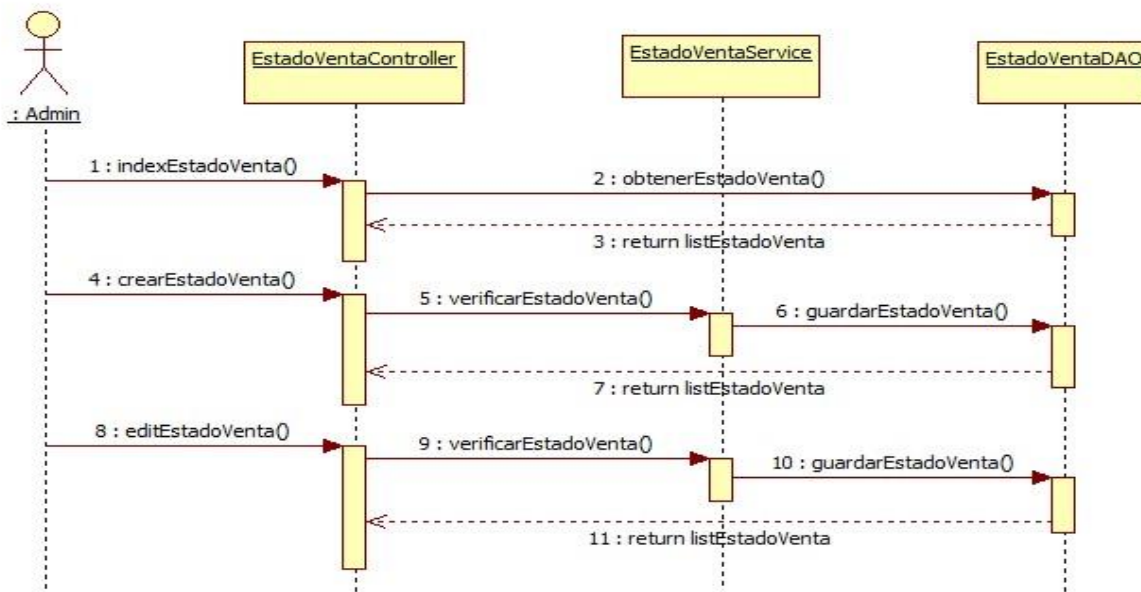 : Admin
EstadoVentaController
EstadoVentaService
EstadoVentaDAO
1 : indexEstadoVenta()
2 : obtenerEstadoVenta()
3 : return listEstadoVenta
4 : crearEstadoVenta()
5 : verificarEstadoVenta()
6 : guardarEstadoVenta()
7 : return listEstadoVenta
8 : editEstadoVenta()
9 : verificarEstadoVenta()
10 : guardarEstadoVenta()
11 : return listEstadoVenta